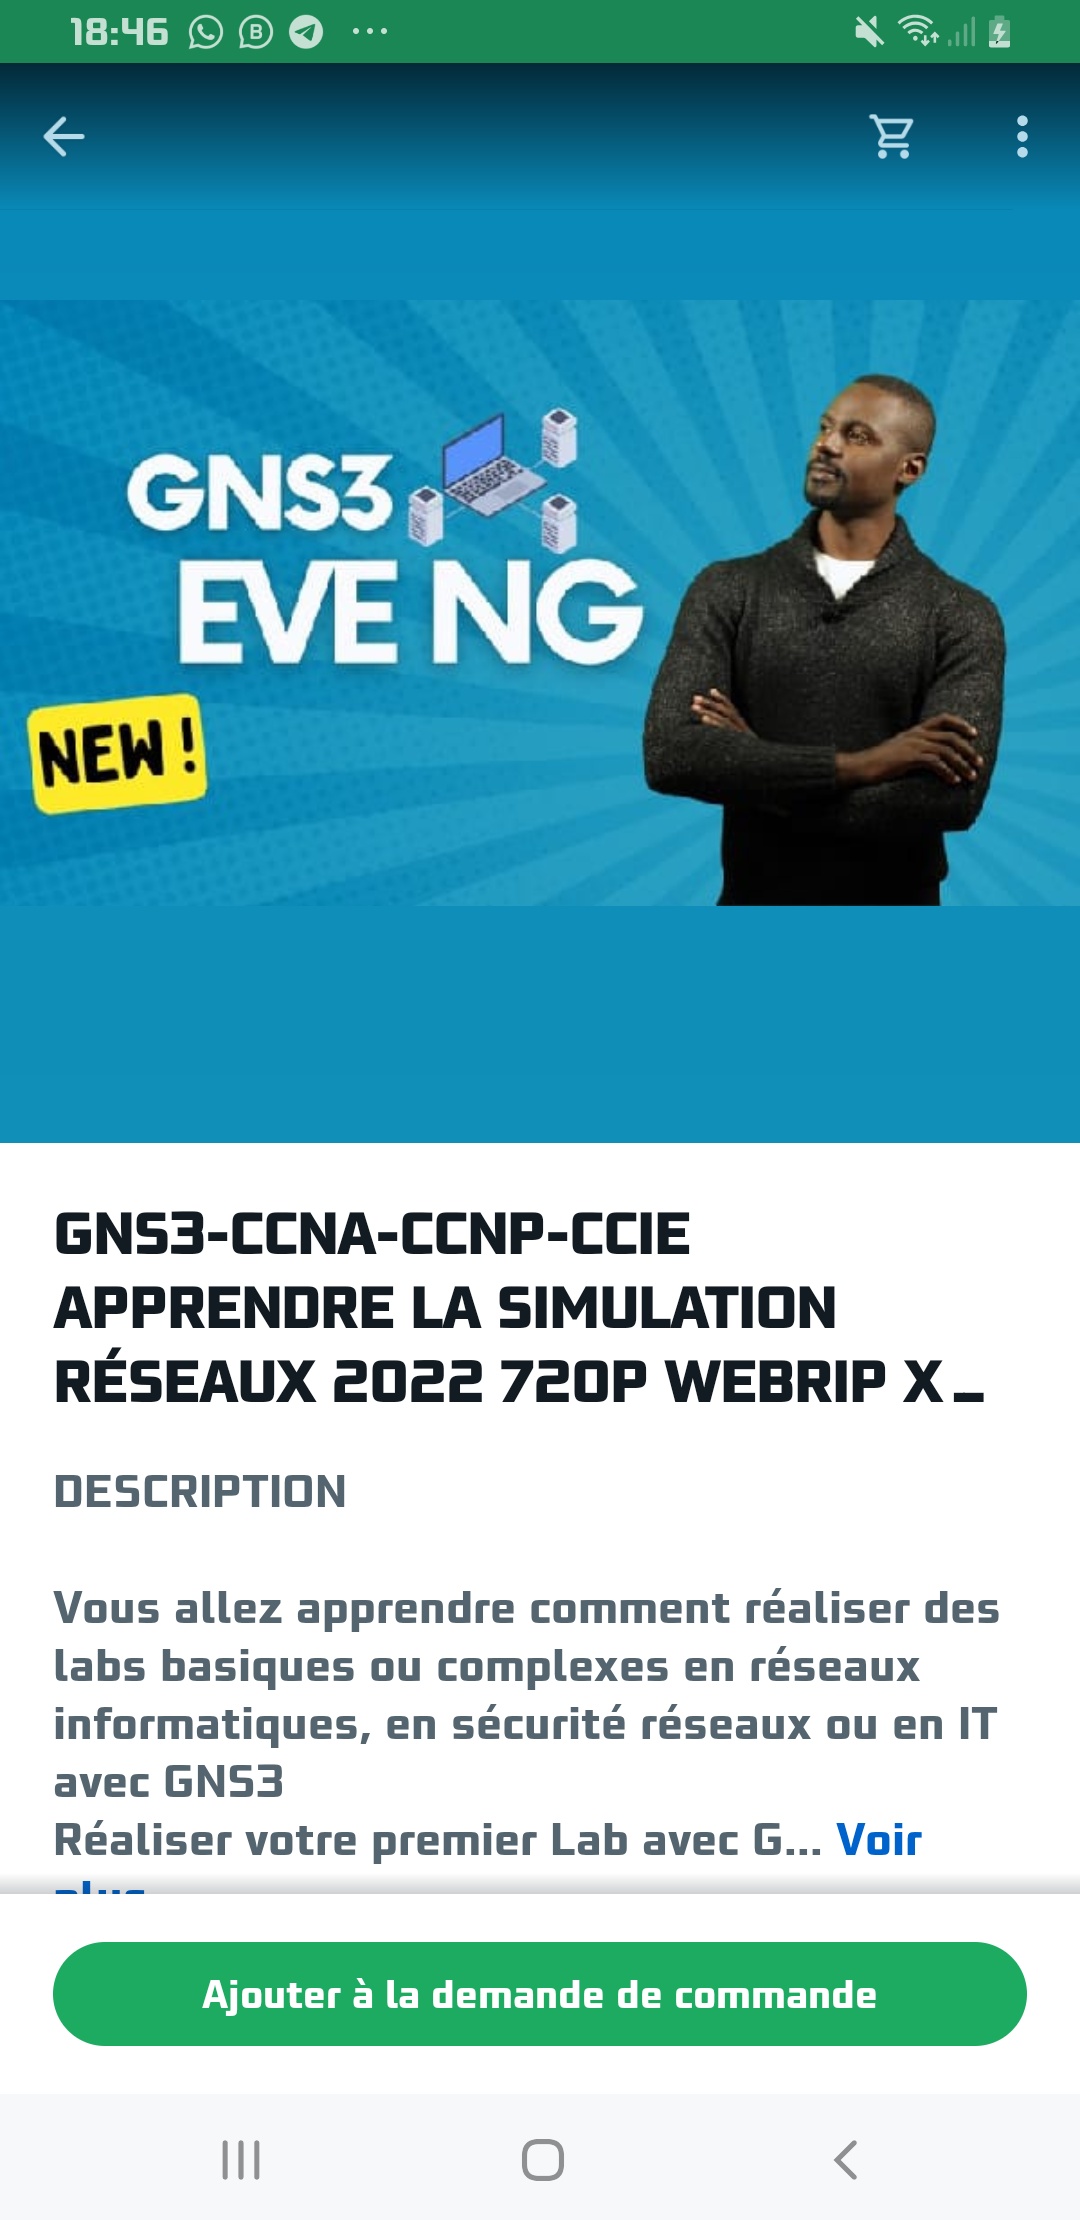 18:46
B
GNS3
EVE NG
NEW !
GNS3-CCNA-CCNP-CCIE
APPRENDRE LA SIMULATION
RÉSEAUX 2022 720P WEBRIP X_
DESCRIPTION
Vous allez apprendre comment réaliser des
labs basiques ou complexes en réseaux
informatiques, en sécurité réseaux ou en IT
avec GNS3
Réaliser votre premier Lab avec G... Voir
plus
Ajouter à la demande de commande